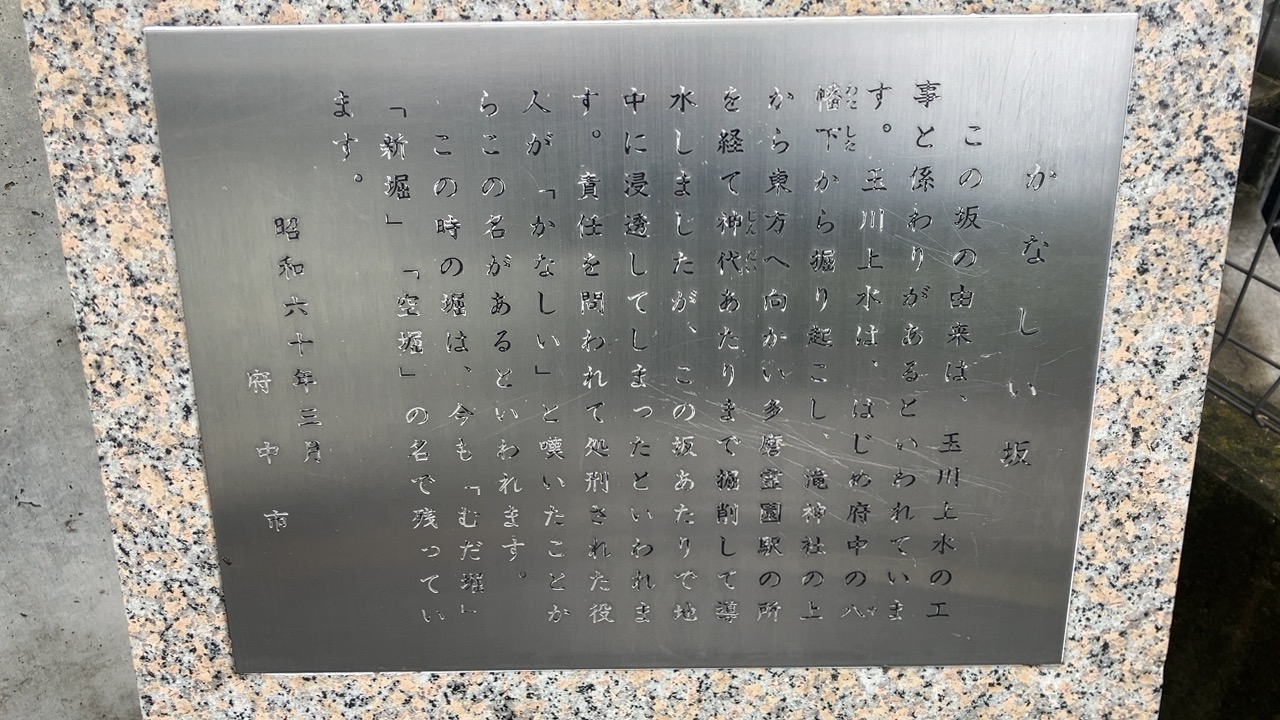 かなしい坂
この坂の由来は、玉川上水の工
事と係わりがあるといわれていま
す。玉川上水は、はじめ府中の八
幡下から掘り起こし、滝神社の上
から東方へ向かい多磨霊園駅の所
を経て神代あたりまで掘削して導
水しましたが、この坂あたりで地
中に浸透してしまったといわれま
す。責任を問われて処刑された役
人が「かなしい」と嘆いたことか
らこの名があるといわれます。
この時の堀は、今も「むだ堀」
「新堀」「空堀」の名で残ってい
ます。
昭和六十年三月
府中市